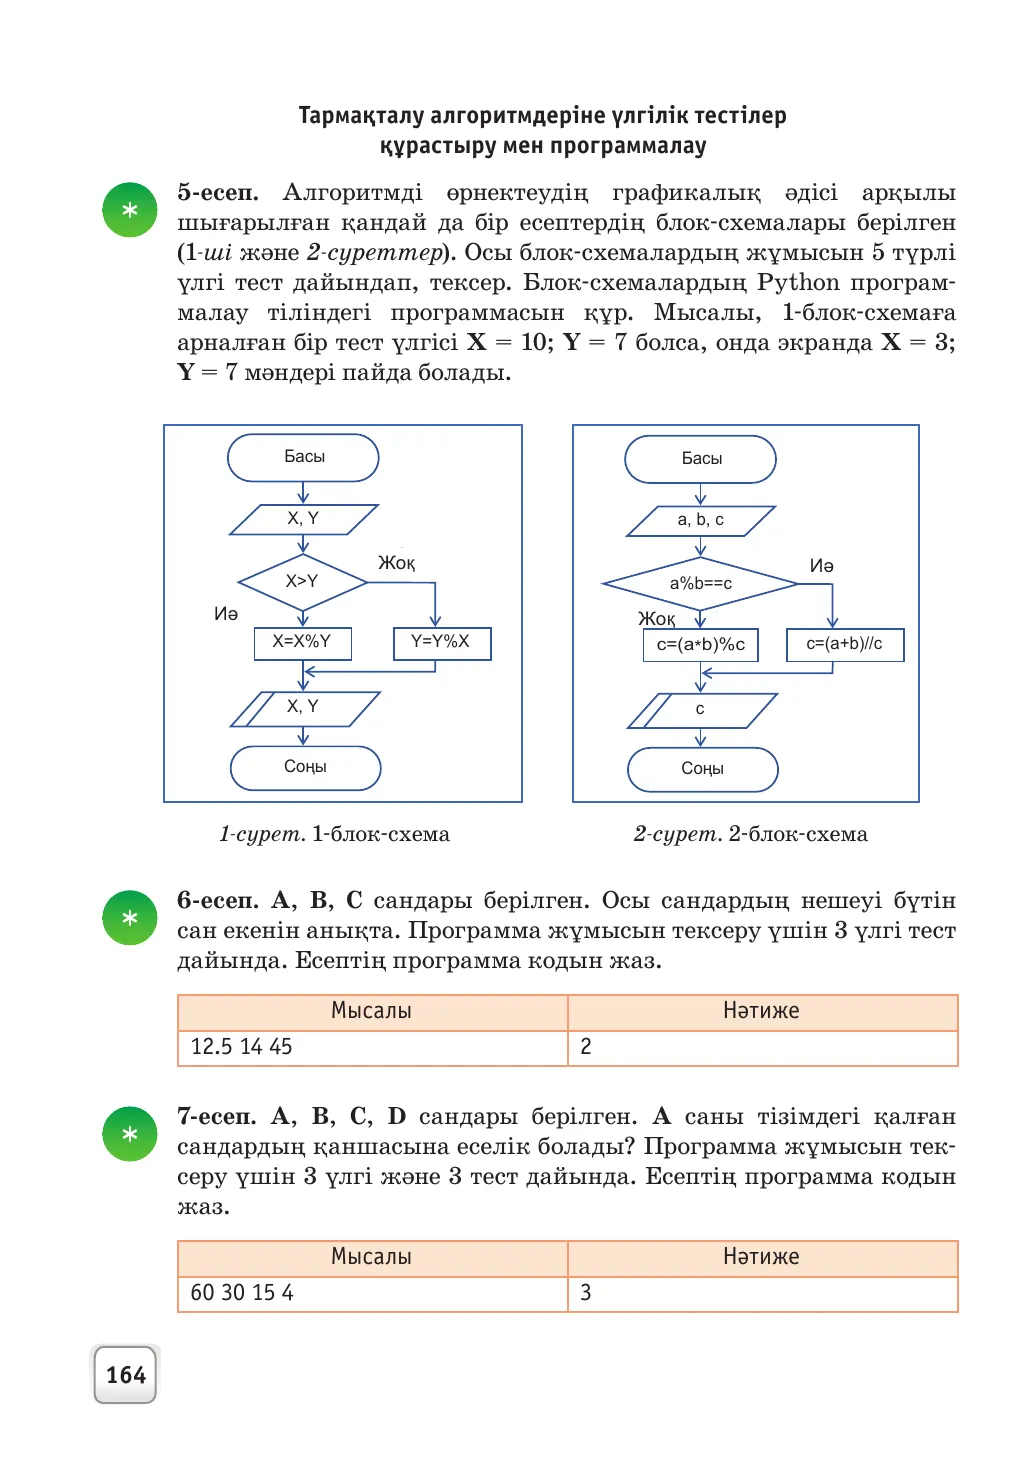 Тармақталу алгоритмдеріне үлгілік тестілер
құрастыру мен программалау
5-есеп. Алгоритмді өрнектеудің графикалық әдісі арқылы
шығарылған қандай да бір есептердің блок-схемалары берілген
(1-ші және 2-суреттер). Осы блок-схемалардың жұмысын 5 түрлі
үлгі тест дайындап, тексер. Блок-схемалардың Python програм-
малау тіліндегі программасын құр. Мысалы, 1-блок-схемаға
арналған бір тест үлгісі X = 10; Y = 7 болса, онда экранда X = 3;
Y = 7 мәндері пайда болады.
Басы
X, Y
X>Y
Жоқ
Иә
X=X%Y
Y=Y%X
X, Y
Соңы
1-сурет. 1-блок-схема
Басы
a, b, c
a%b==c
Иә
Жоқ
c=(a*b)%c
c=(a+b)//c
c
Соңы
2-сурет. 2-блок-схема
6-есеп. A, B, C сандары берілген. Осы сандардың нешеуі бүтін
сан екенін анықта. Программа жұмысын тексеру үшін 3 үлгі тест
дайында. Есептің программа кодын жаз.
Мысалы Нәтиже
12.5 14 45 2
7-есеп. A, B, C, D сандары берілген. A саны тізімдегі қалған
сандардың қаншасына еселік болады? Программа жұмысын тек-
серу үшін 3 үлгі және 3 тест дайында. Есептің программа кодын
жаз.
Мысалы Нәтиже
60 30 15 4 3
164